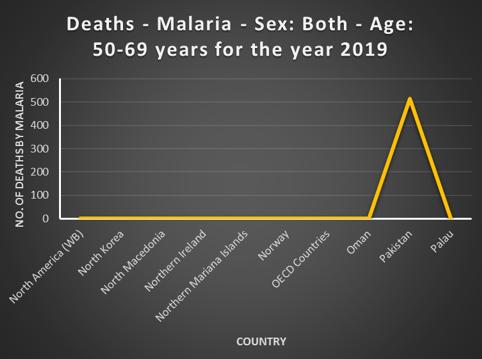 Deaths - Malaria - Sex: Both - Age:
50-69 years for the year 2019
NO. OF DEATHS BY MALARIA
600
500
400
300
200
100
0
North America (WB)
North Korea
North Macedonia
Northern Ireland
Northern Mariana Islands
Norway
OECD Countries
Oman
Pakistan
Palau
COUNTRY